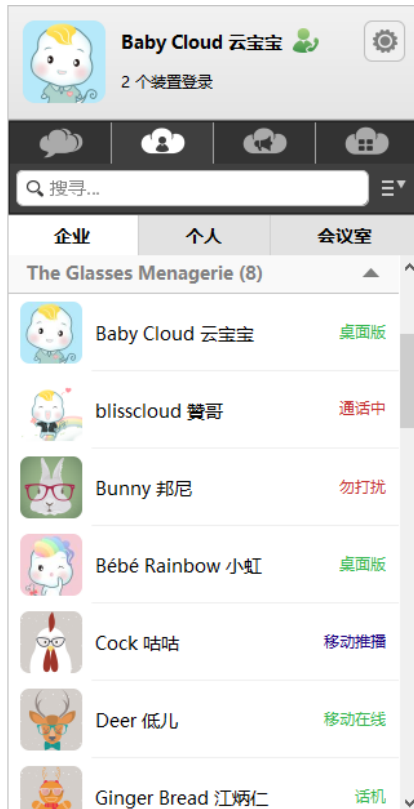 Baby Cloud 云宝宝
2 个装置登录
搜寻...
企业 个人 会议室
The Glasses Menagerie (8)
Baby Cloud 云宝宝 桌面版
blisscloud 贊哥 通话中
Bunny 邦尼 勿打扰
Bébé Rainbow 小虹 桌面版
Cock 咕咕 移动推播
Deer 低儿 移动在线
Ginger Bread 江炳仁 话机